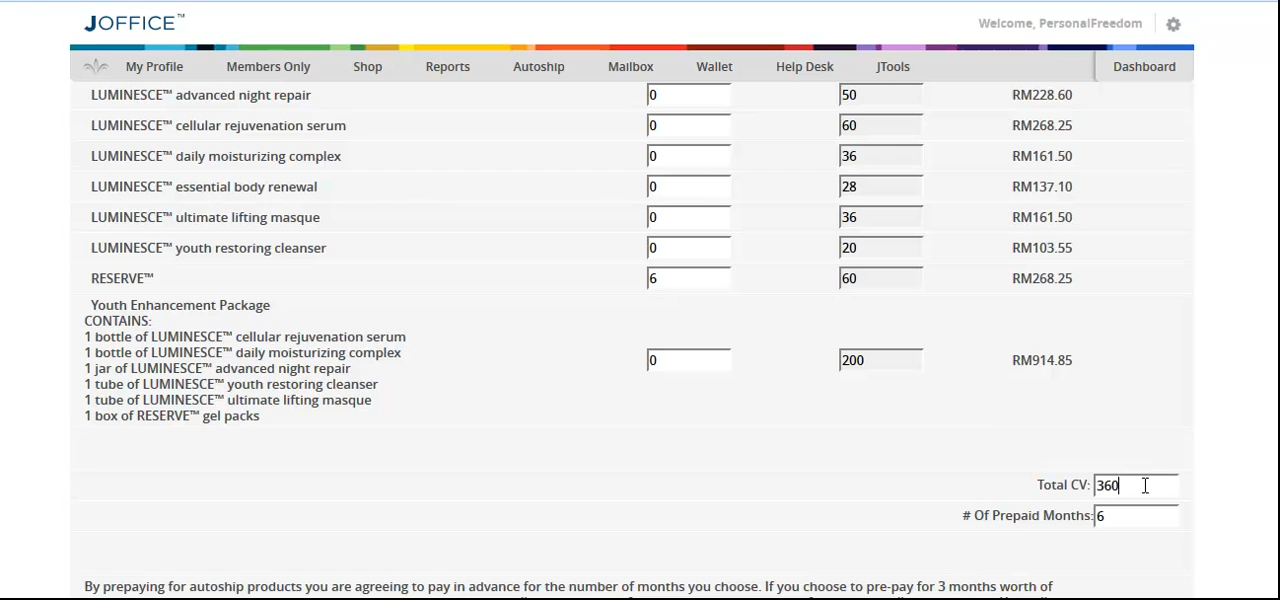 JOFFICE™
Welcome, PersonalFreedom
My Profile Members Only Shop Reports Autoship Mailbox Wallet Help Desk JTools Dashboard
LUMINESCE™ advanced night repair 0 50 RM228.60
LUMINESCE™ cellular rejuvenation serum 0 60 RM268.25
LUMINESCE™ daily moisturizing complex 0 36 RM161.50
LUMINESCE™ essential body renewal 0 28 RM137.10
LUMINESCE™ ultimate lifting masque 0 36 RM161.50
LUMINESCE™ youth restoring cleanser 0 20 RM103.55
RESERVE™ 6 60 RM268.25
Youth Enhancement Package
CONTAINS:
1 bottle of LUMINESCE™ cellular rejuvenation serum
1 bottle of LUMINESCE™ daily moisturizing complex
1 jar of LUMINESCE™ advanced night repair
1 tube of LUMINESCE™ youth restoring cleanser
1 tube of LUMINESCE™ ultimate lifting masque
1 box of RESERVE™ gel packs
0 200 RM914.85
Total CV: 360
# Of Prepaid Months: 6
By prepaying for autoship products you are agreeing to pay in advance for the number of months you choose. If you choose to pre-pay for 3 months worth of